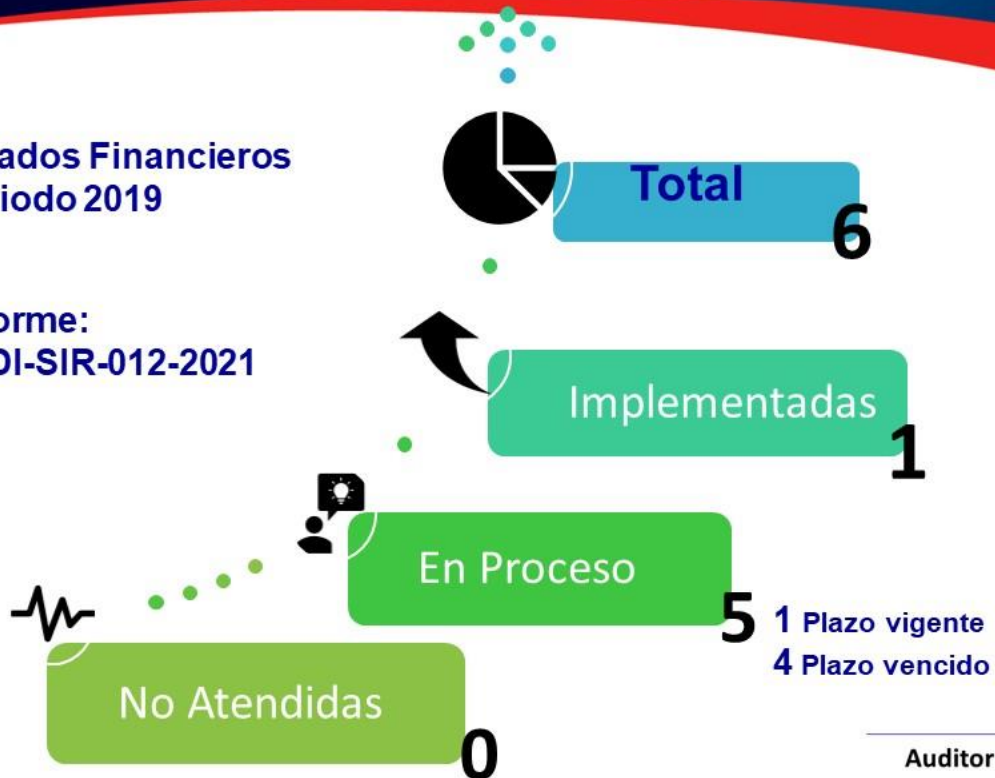 ados Financieros
iodo 2019
orme:
DI-SIR-012-2021
Total
6
Implementadas
1
En Proceso
5
1 Plazo vigente
4 Plazo vencido
No Atendidas
0
Auditor